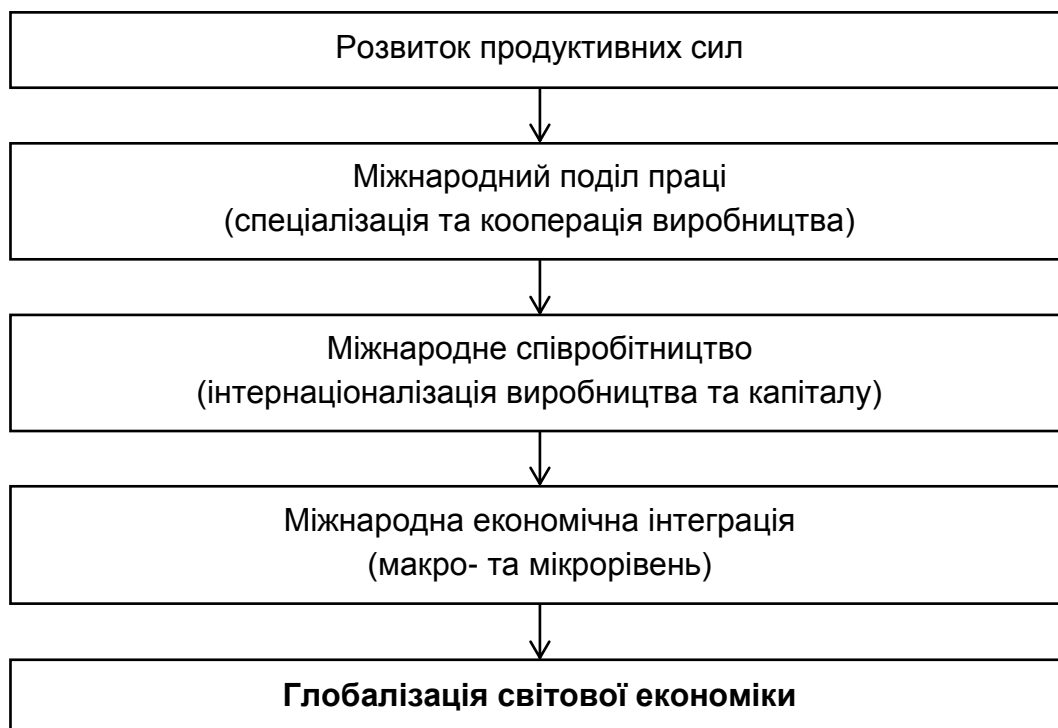 Розвиток продуктивних сил
Міжнародний поділ праці
(спеціалізація та кооперація виробництва)
Міжнародне співробітництво
(інтернаціоналізація виробництва та капіталу)
Міжнародна економічна інтеграція
(макро- та мікрорівень)
Глобалізація світової економіки